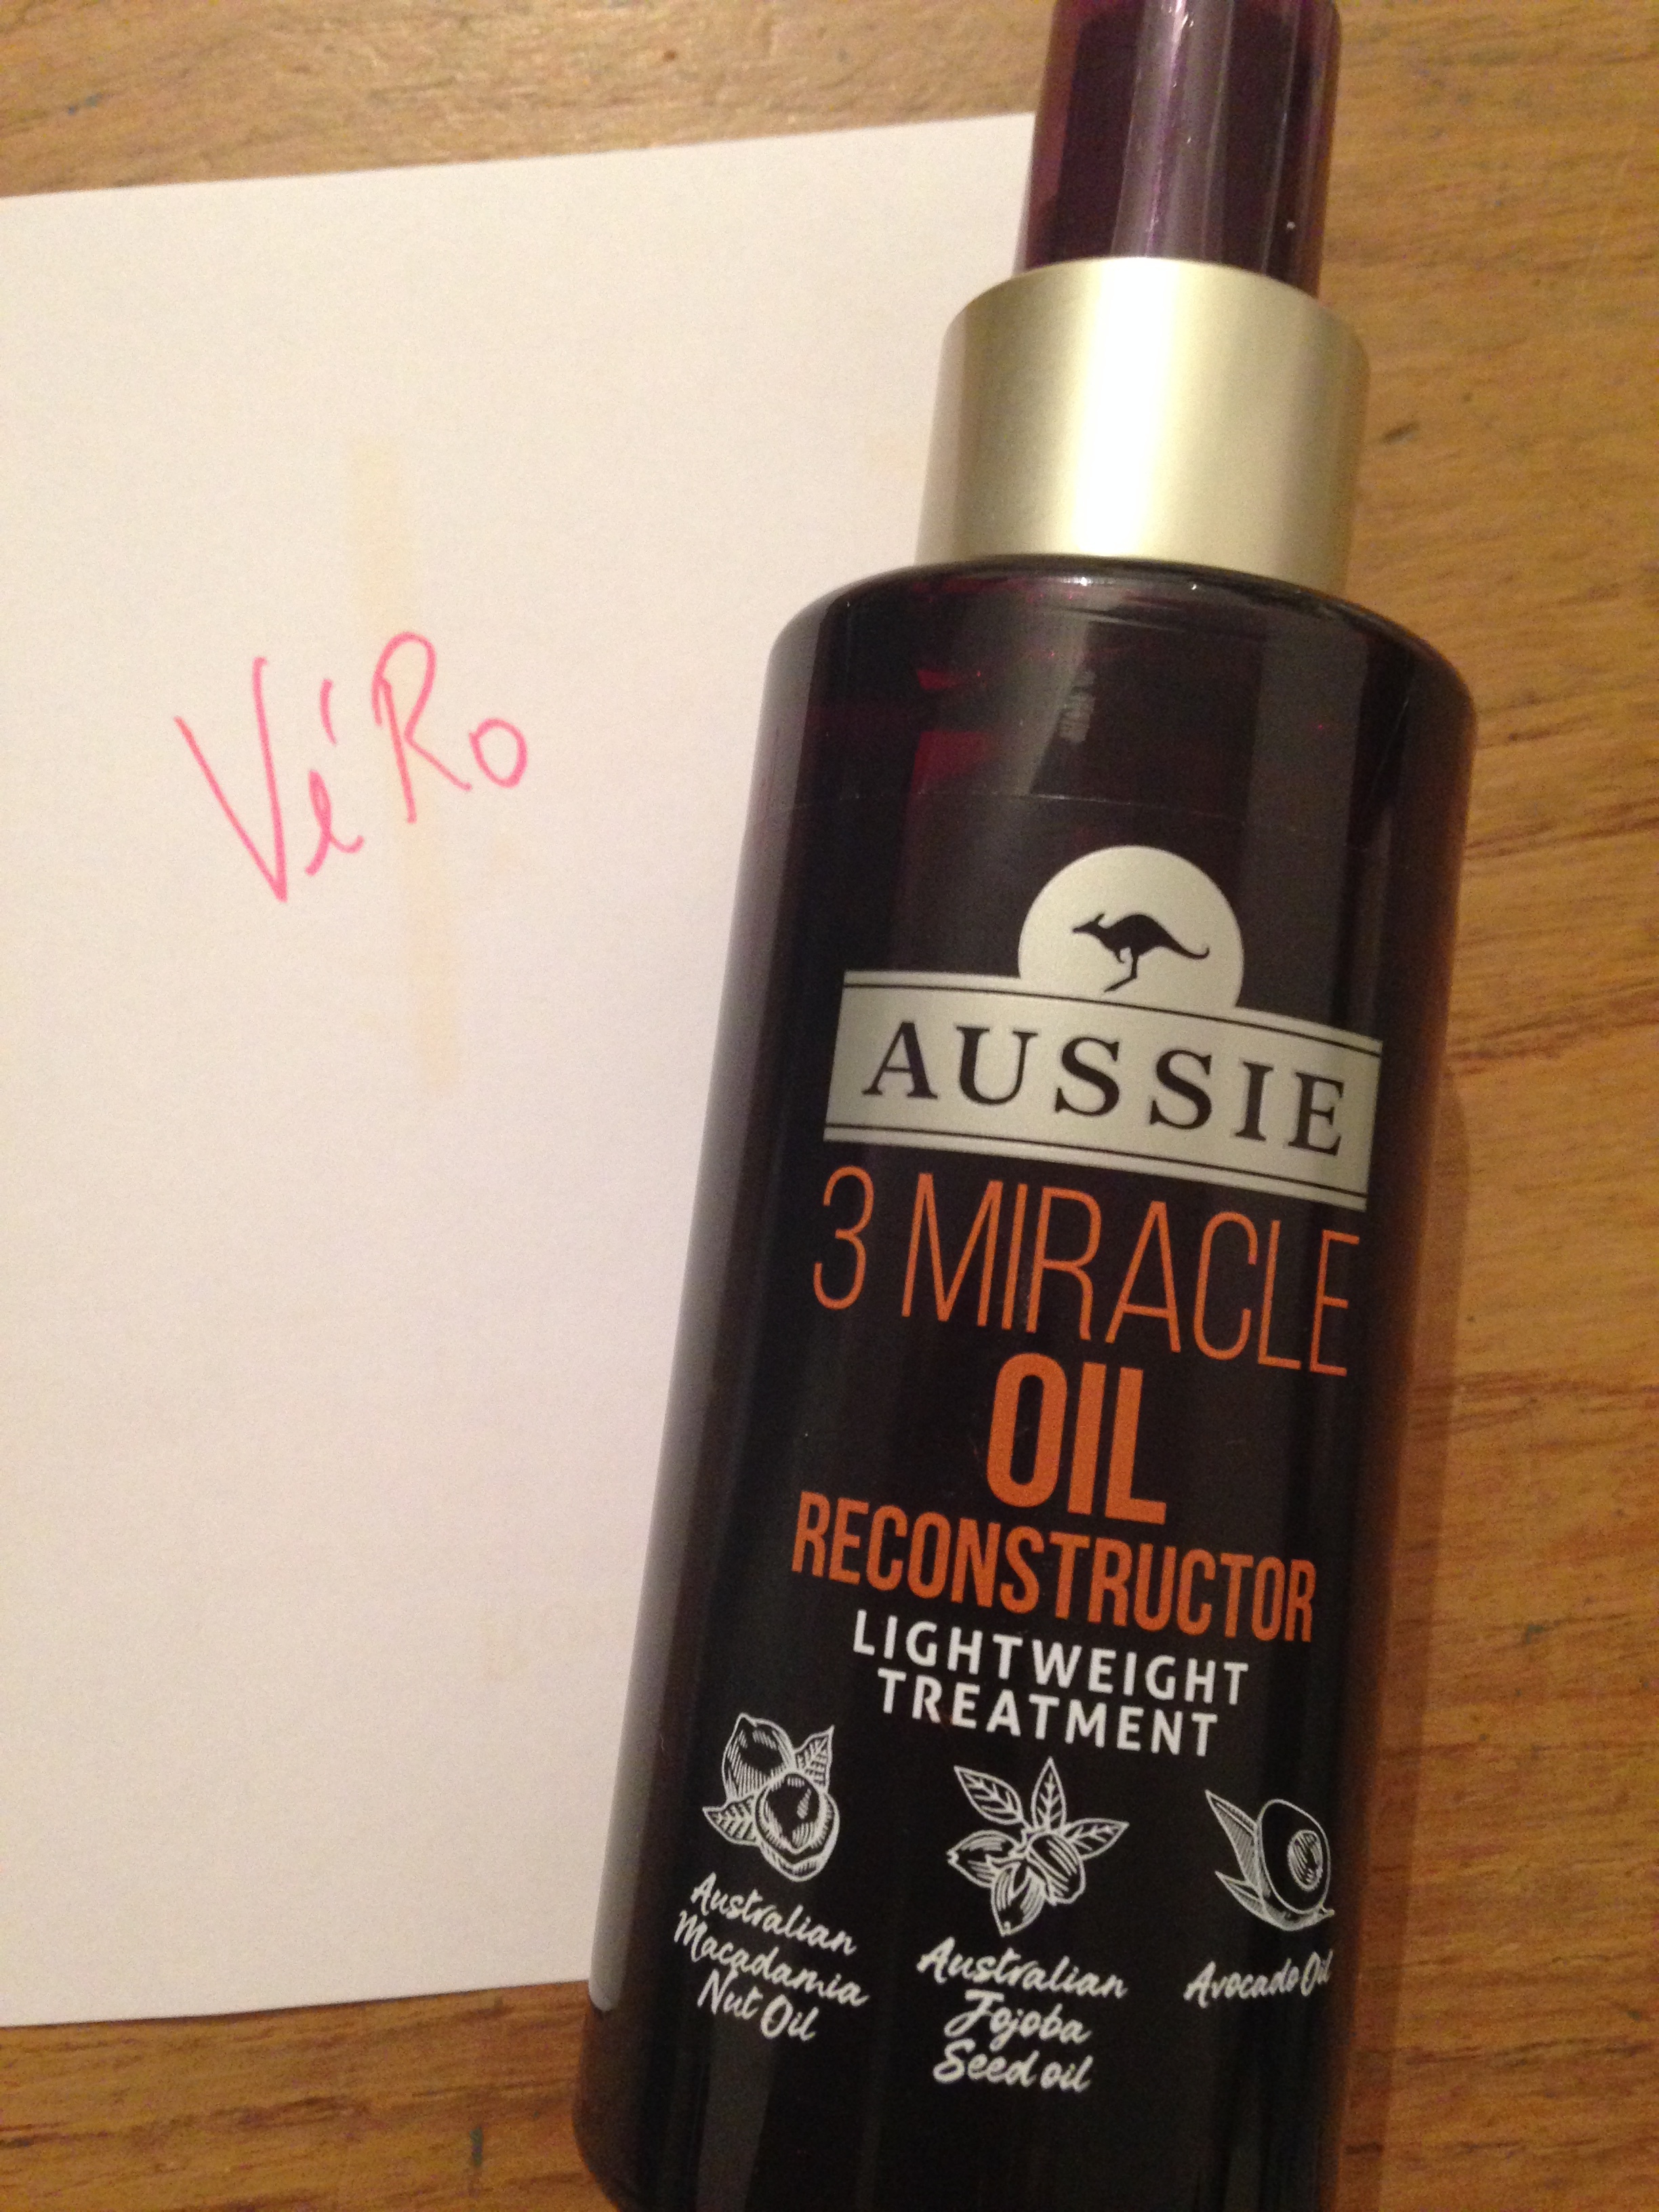 VéRo
AUSSIE
3 MIRACLE
OIL
RECONSTRUCTOR
LIGHTWEIGHT
TREATMENT
Australian
Macadamia
Nut Oil
Australian
Jojoba
Seed oil
Avocado Oil